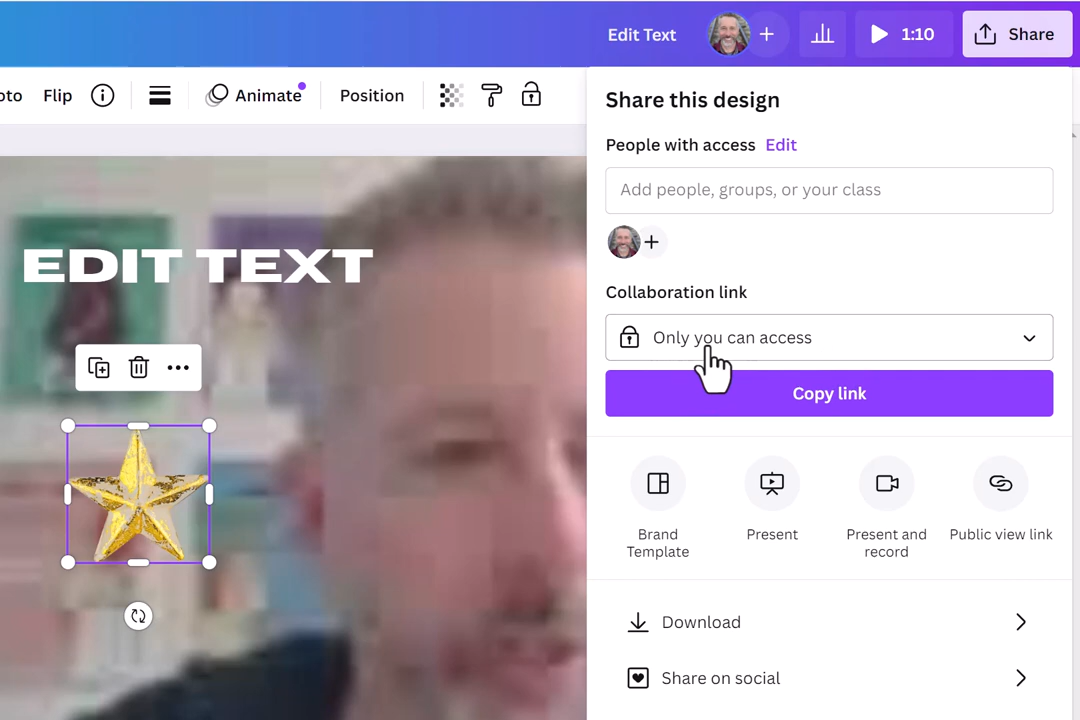 Edit Text
1:10
Share
oto
Flip
Animate
Position
Share this design
People with access Edit
Add people, groups, or your class
Collaboration link
Only you can access
Copy link
Brand
Template
Present
Present and
record
Public view link
Download
Share on social
EDIT TEXT